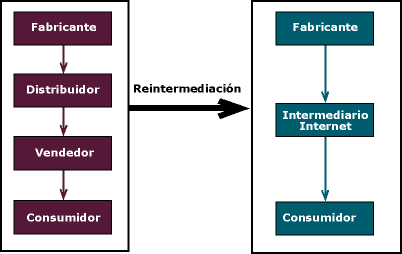 Fabricante
Distribuidor
Vendedor
Consumidor
Reintermediación
Fabricante
Intermediario
Internet
Consumidor